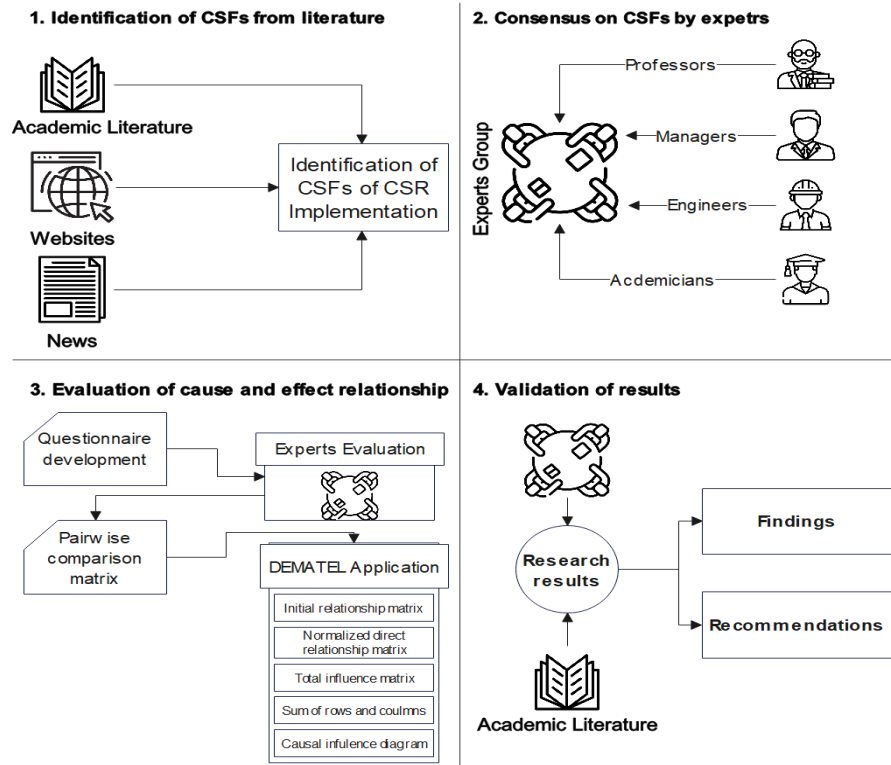 1. Identification of CSFs from literature
Academic Literature
Websites
News
Identification of
CSFs of CSR
Implementation
2. Consensus on CSFs by expetrs
Experts Group
Professors
Managers
Engineers
Acdemicians
3. Evaluation of cause and effect relationship
Questionnaire
development
Experts Evaluation
Pairwise
comparison
matrix
DEMATEL Application
Initial relationship matrix
Normalized direct
relationship matrix
Total influence matrix
Sum of rows and coulmns
Causal infulence diagram
4. Validation of results
Research
results
Academic Literature
Findings
Recommendations